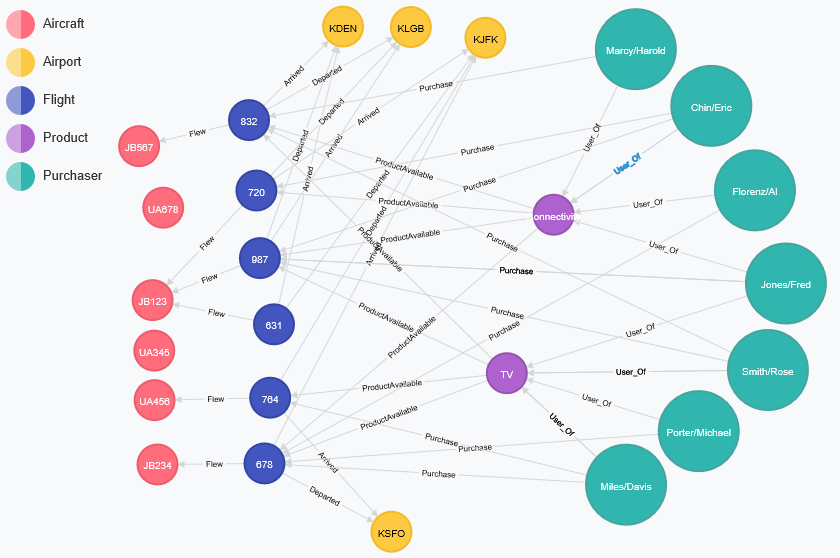 Aircraft
Airport
Flight
Product
Purchaser
KDEN
KLGB
KJFK
Marcy/Harold
Chin/Eric
Florenz/Al
Jones/Fred
Smith/Rose
Porter/Michael
Miles/Davis
832
720
987
631
764
678
JB567
UA678
JB123
UA345
UA456
JB234
KSFO
onnectivi
TV
Arrived
Departed
Purchase
Flew
Departed
Arrived
Departed
Arrived
Arrived
User_Of
User_Of
Purchase
ProductAvailable
Purchase
ProductAvailable
Departed
Departed
Arrived
ProductAvailable
ProductAvailable
User_Of
User_Of
Purchase
Purchase
Flew
Flew
Flew
ProductAvailable
ProductAvailable
Purchase
Purchase
User_Of
User_Of
User_Of
User_Of
ProductAvailable
ProductAvailable
Flew
Flew
Purchase
Purchase
Purchase
Arrived
Departed